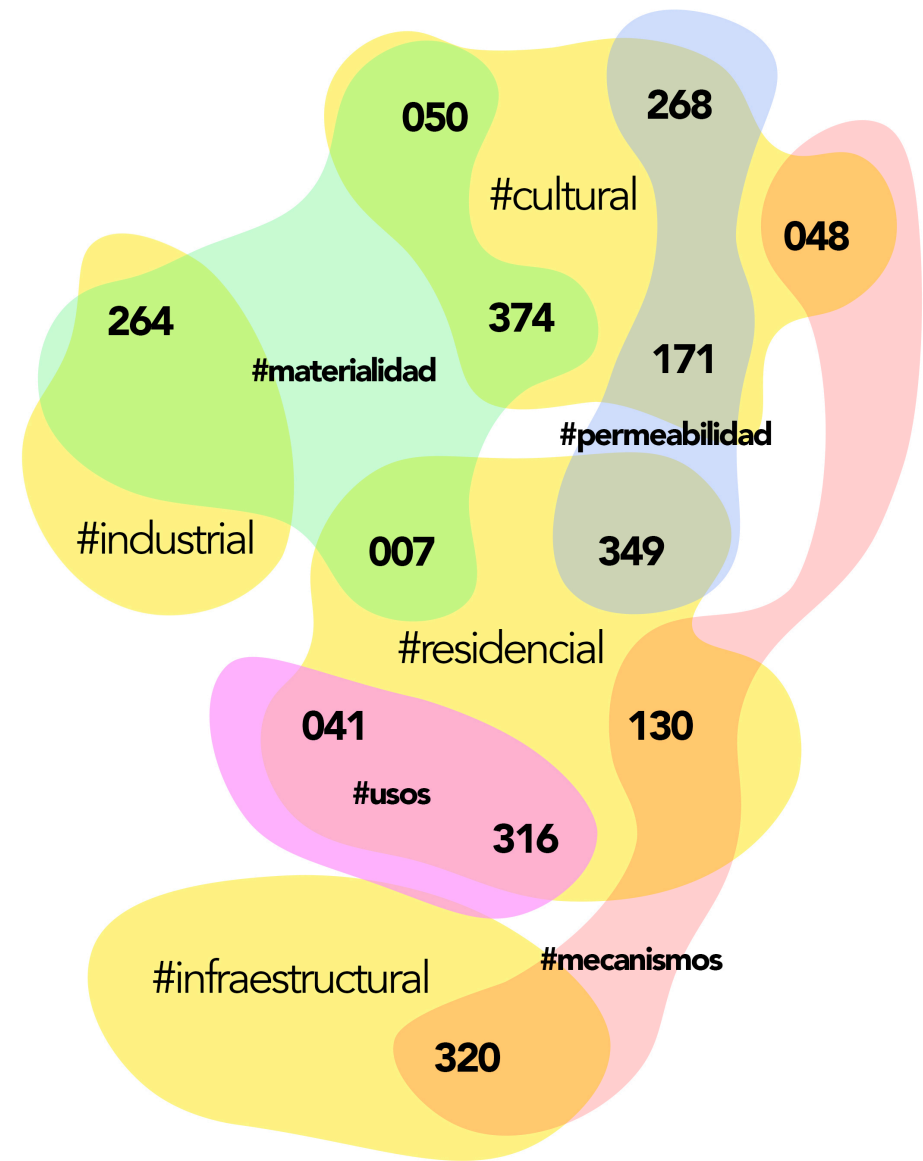 268
050
#cultural
048
264
374
171
#materialidad
#permeabilidad
#industrial
007
349
#residencial
041
130
#usos
316
#mecanismos
#infraestructural
320